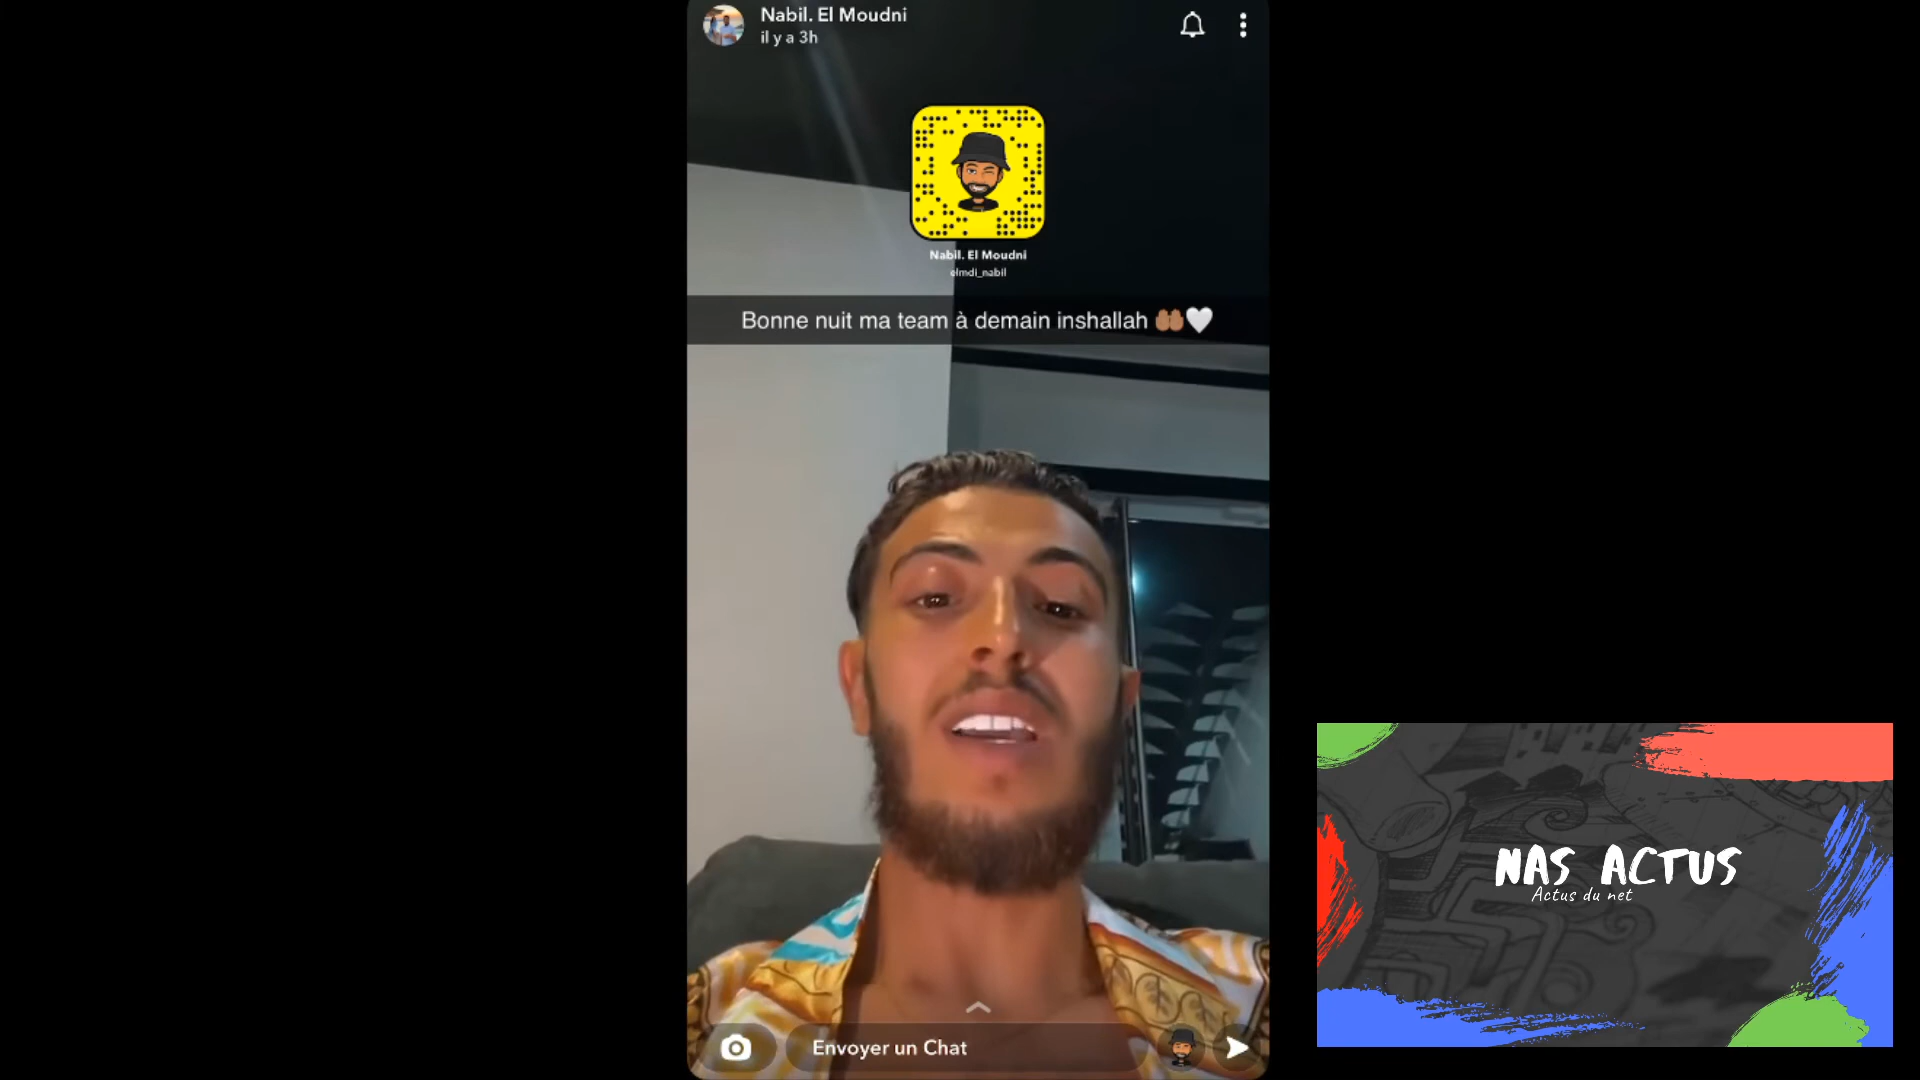 Nabil. El Moudni
il y a 3h
Nabil. El Moudni
elmdi_nabil
Bonne nuit ma team à demain inshallah 🤲🏾🤍
Envoyer un Chat
NAS ACTUS
Actus du net